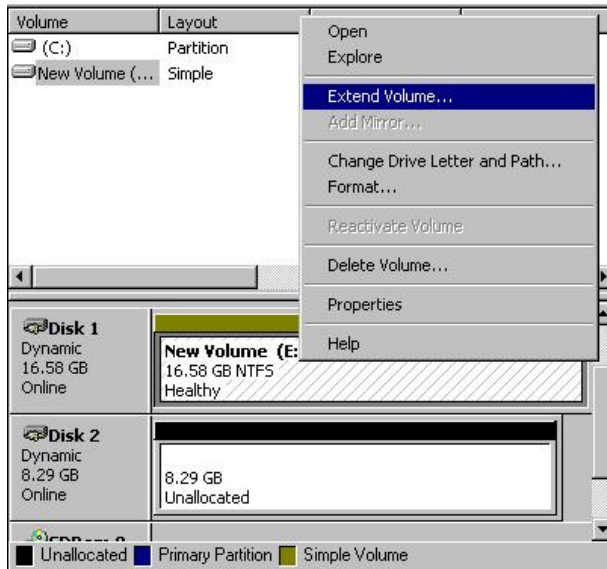 Volume Layout
(C:) Partition
New Volume (... Simple
Open
Explore
Extend Volume...
Add Mirror...
Change Drive Letter and Path...
Format...
Reactivate Volume
Delete Volume...
Properties
Help
Disk 1
Dynamic
16.58 GB
Online
New Volume (E:
16.58 GB NTFS
Healthy
Disk 2
Dynamic
8.29 GB
Online
8.29 GB
Unallocated
Unallocated Primary Partition Simple Volume